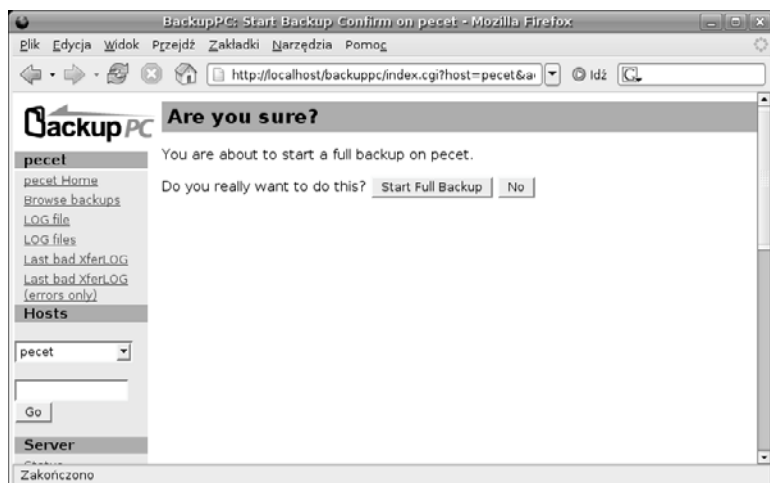 BackupPC: Start Backup Confirm on pecet - Mozilla Firefox
Plik Edycja Widok Przejdź Zakładki Narzędzia Pomoc
http://localhost/backuppc/index.cgi?host=pecet&a Idź G
BackupPC
Are you sure?
You are about to start a full backup on pecet.
Do you really want to do this? Start Full Backup No
pecet
pecet Home
Browse backups
LOG file
LOG files
Last bad XferLOG
Last bad XferLOG
(errors only)
Hosts
pecet
Go
Server
Status
Zakończono